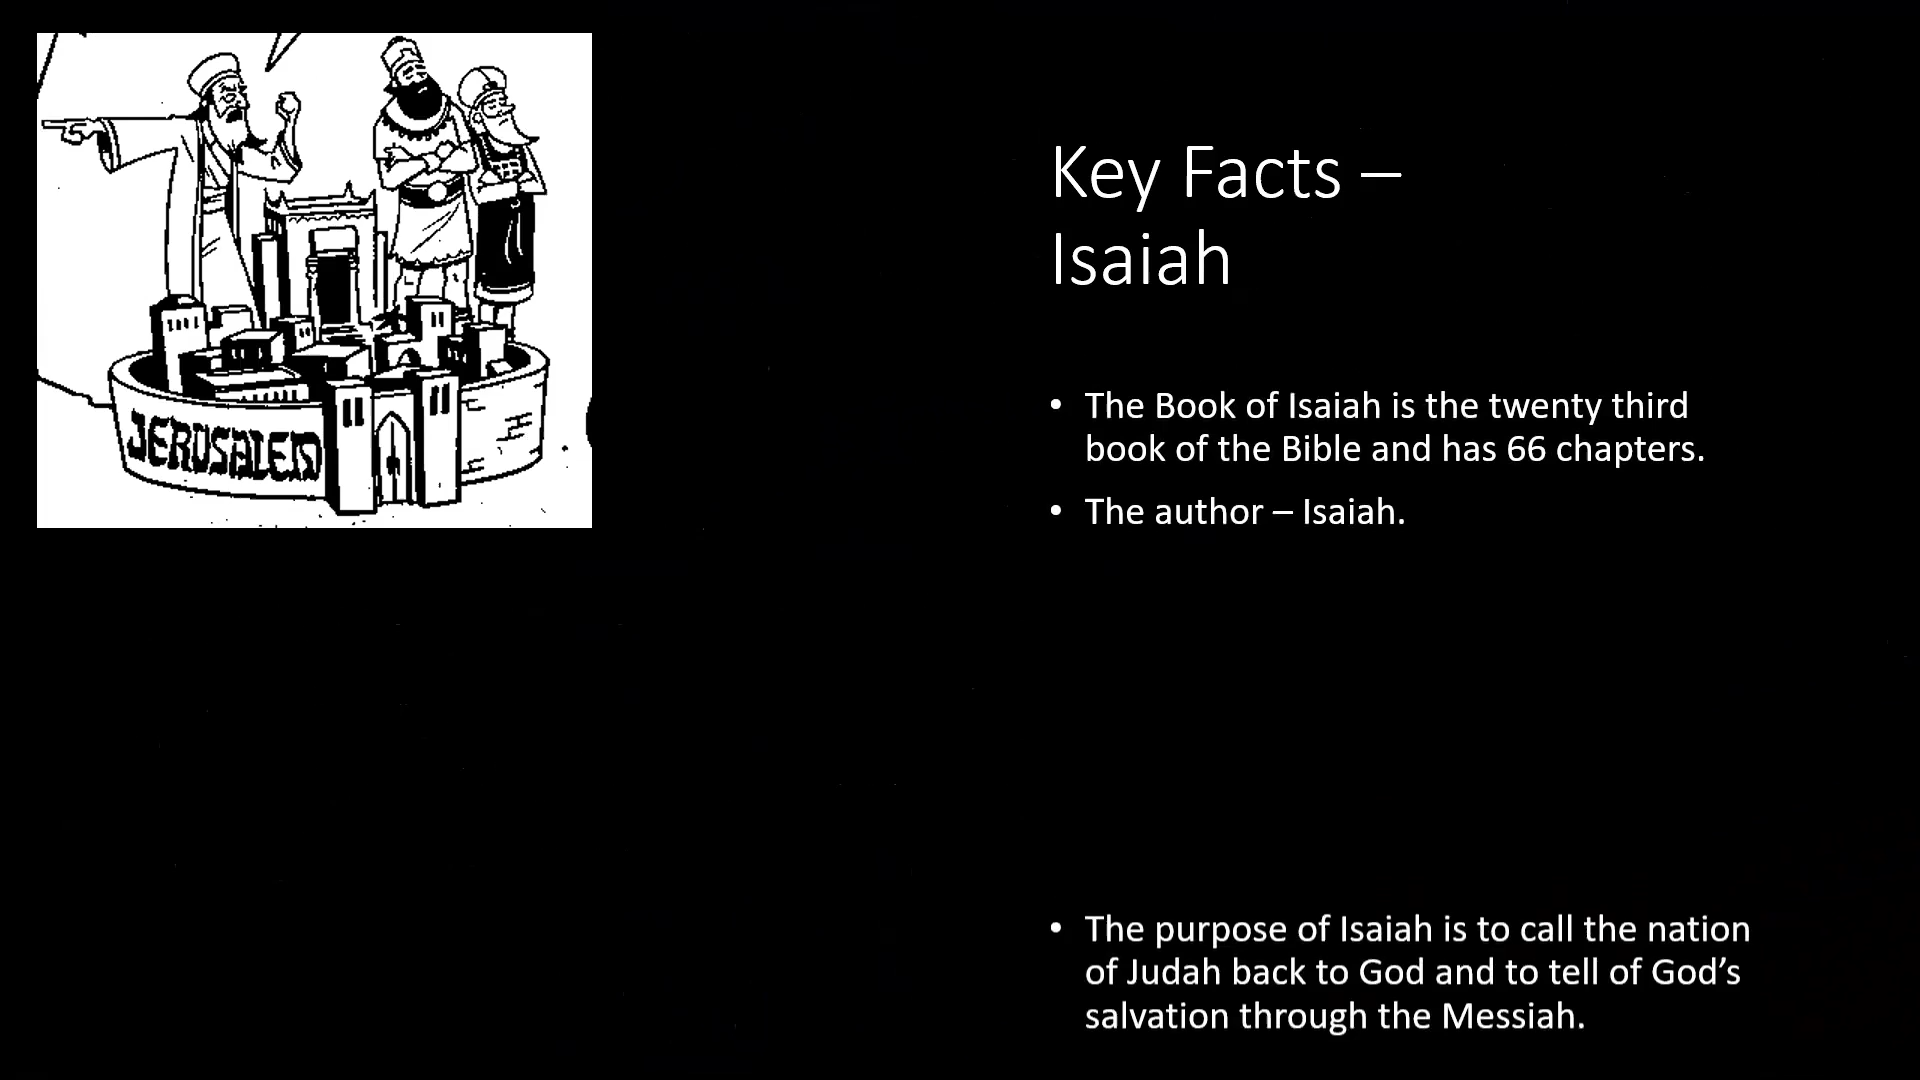 JERUSALEM
Key Facts –
Isaiah
• The Book of Isaiah is the twenty third
book of the Bible and has 66 chapters.
• The author – Isaiah.
• The purpose of Isaiah is to call the nation
of Judah back to God and to tell of God’s
salvation through the Messiah.